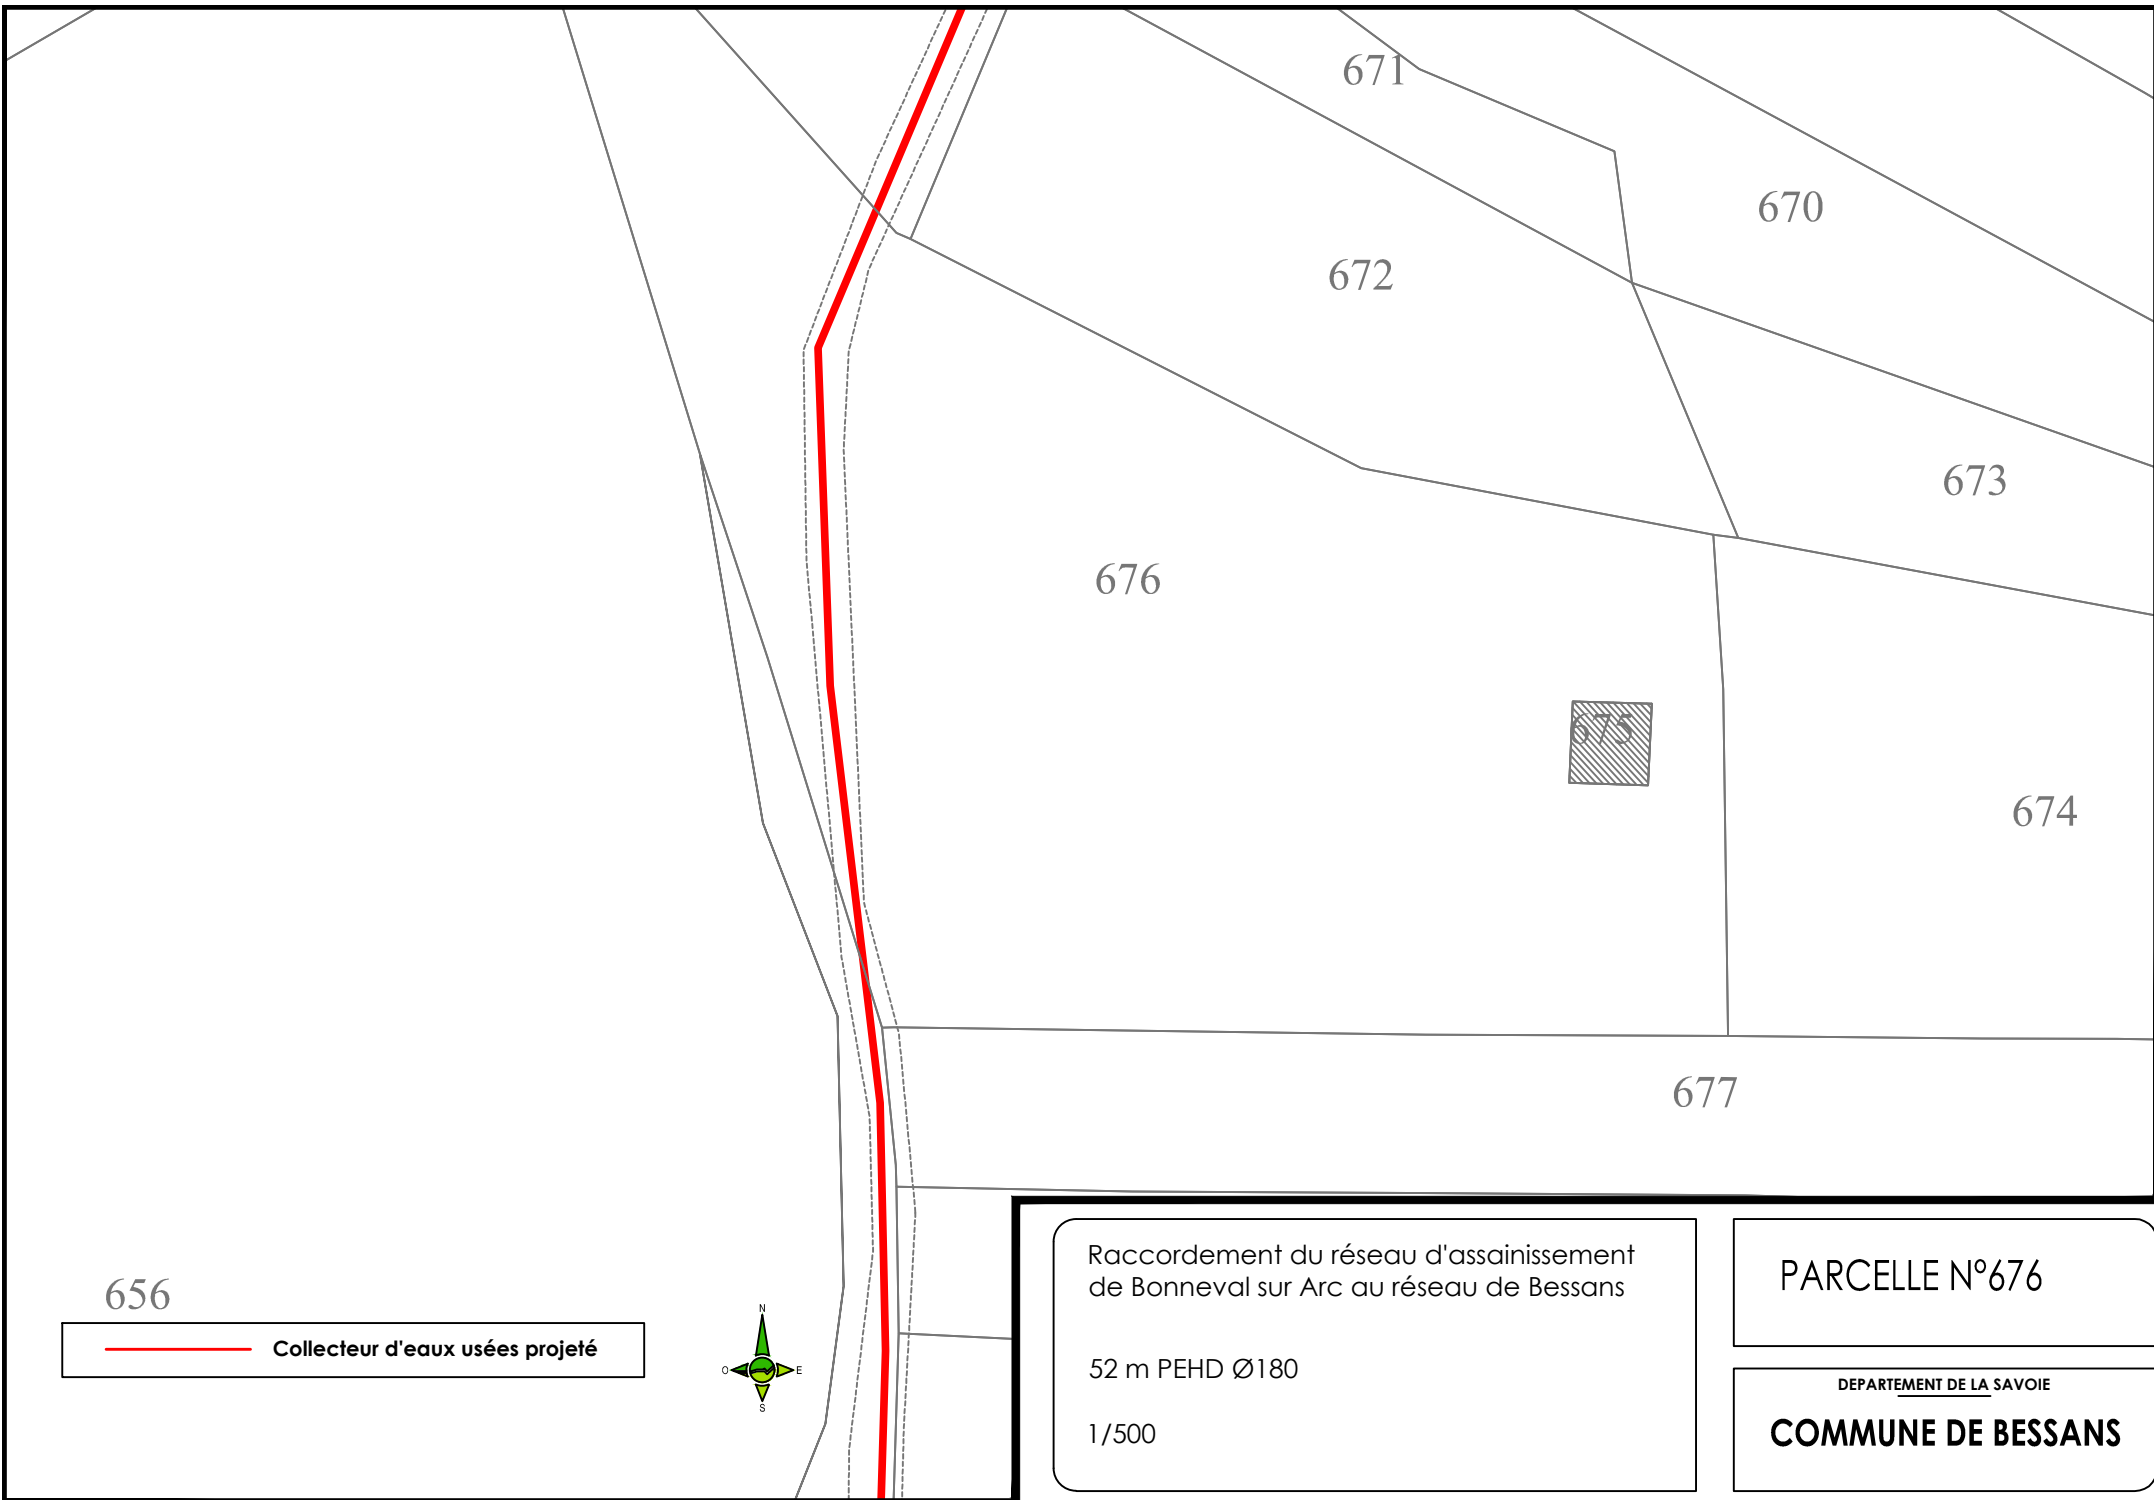 671
670
672
673
676
675
674
677
656
Collecteur d'eaux usées projeté
N
O
E
S
Raccordement du réseau d'assainissement
de Bonneval sur Arc au réseau de Bessans
52 m PEHD Ø180
1/500
PARCELLE N°676
DEPARTEMENT DE LA SAVOIE
COMMUNE DE BESSANS